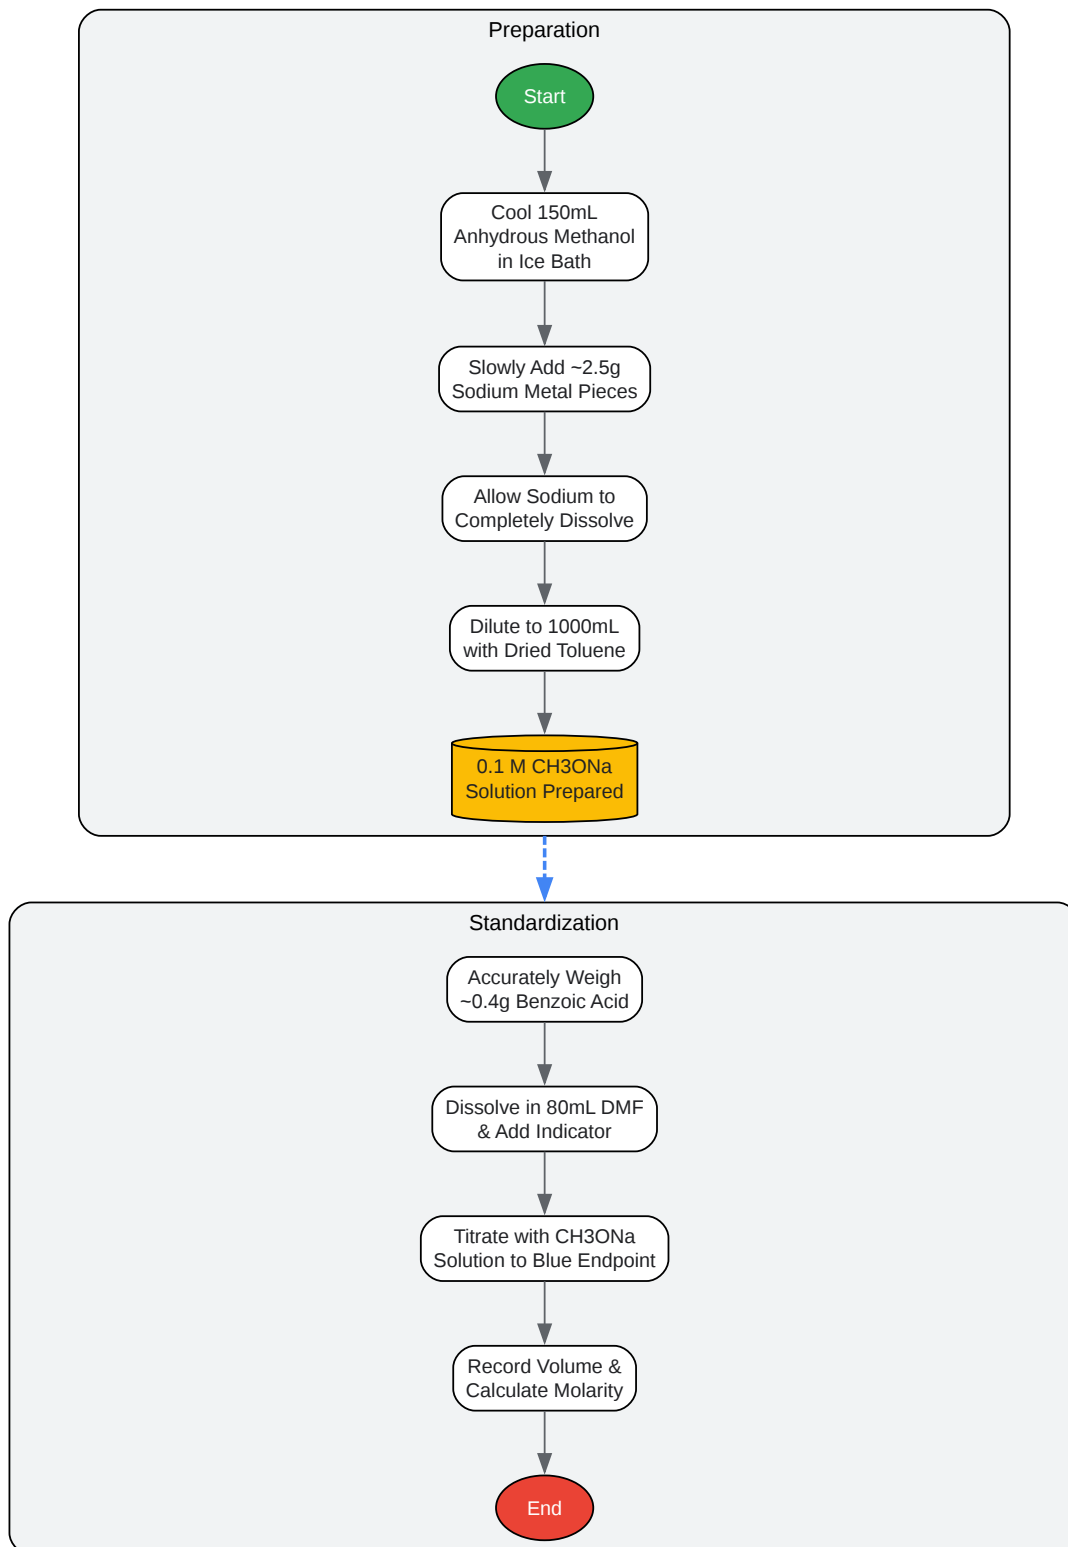 Preparation
Start
Cool 150mL
Anhydrous Methanol
in Ice Bath
Slowly Add ~2.5g
Sodium Metal Pieces
Allow Sodium to
Completely Dissolve
Dilute to 1000mL
with Dried Toluene
0.1 M CH3ONa
Solution Prepared
Standardization
Accurately Weigh
~0.4g Benzoic Acid
Dissolve in 80mL DMF
& Add Indicator
Titrate with CH3ONa
Solution to Blue Endpoint
Record Volume &
Calculate Molarity
End